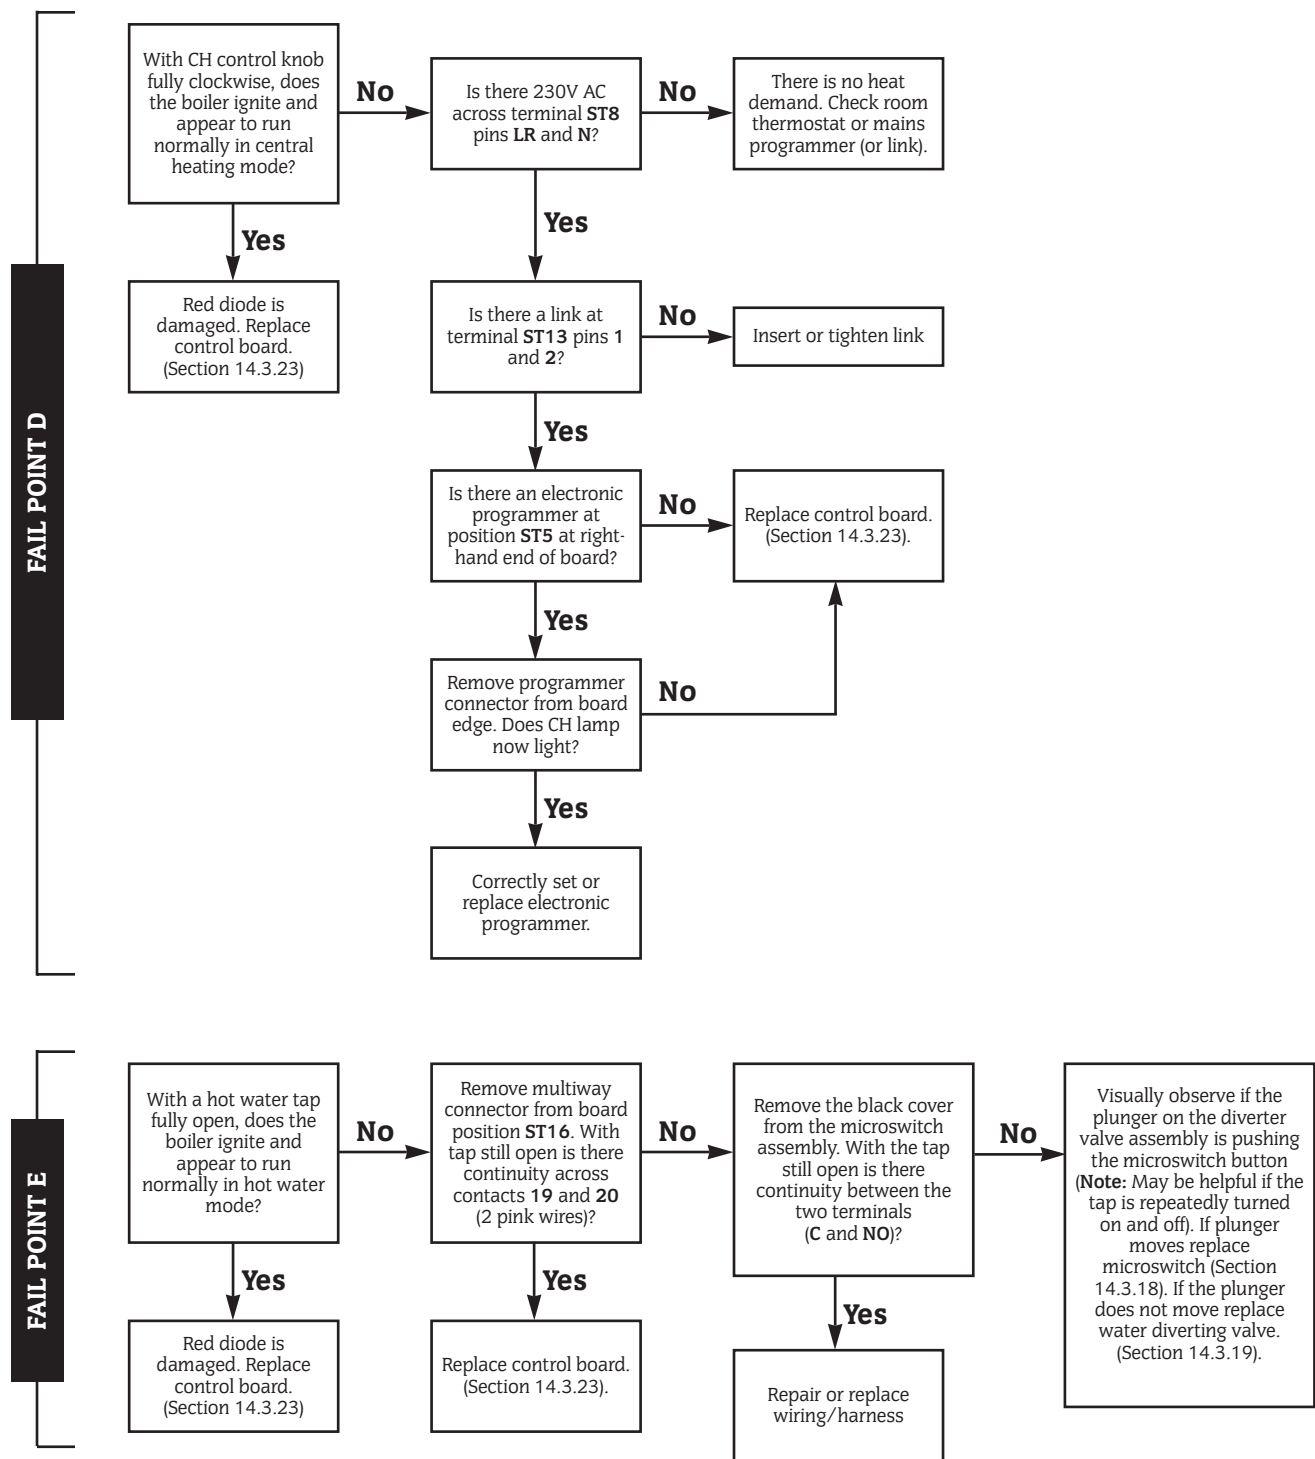 FAIL POINT D
With CH control knob
fully clockwise, does
the boiler ignite and
appear to run
normally in central
heating mode?
No
Is there 230V AC
across terminal ST8
pins LR and N?
No
There is no heat
demand. Check room
thermostat or mains
programmer (or link).
Yes
Yes
Red diode is
damaged. Replace
control board.
(Section 14.3.23)
Is there a link at
terminal ST13 pins 1
and 2?
No
Insert or tighten link
Yes
Is there an electronic
programmer at
position ST5 at right-
hand end of board?
No
Replace control board.
(Section 14.3.23).
Yes
Remove programmer
connector from board
edge. Does CH lamp
now light?
No
Yes
Correctly set or
replace electronic
programmer.
FAIL POINT E
With a hot water tap
fully open, does the
boiler ignite and
appear to run
normally in hot water
mode?
No
Remove multiway
connector from board
position ST16. With
tap still open is there
continuity across
contacts 19 and 20
(2 pink wires)?
No
Remove the black cover
from the microswitch
assembly. With the tap
still open is there
continuity between the
two terminals
(C and NO)?
No
Visually observe if the
plunger on the diverter
valve assembly is pushing
the microswitch button
(Note: May be helpful if the
tap is repeatedly turned
on and off). If plunger
moves replace
microswitch (Section
14.3.18). If the plunger
does not move replace
water diverting valve.
(Section 14.3.19).
Yes
Yes
Yes
Red diode is
damaged. Replace
control board.
(Section 14.3.23)
Replace control board.
(Section 14.3.23).
Repair or replace
wiring/harness